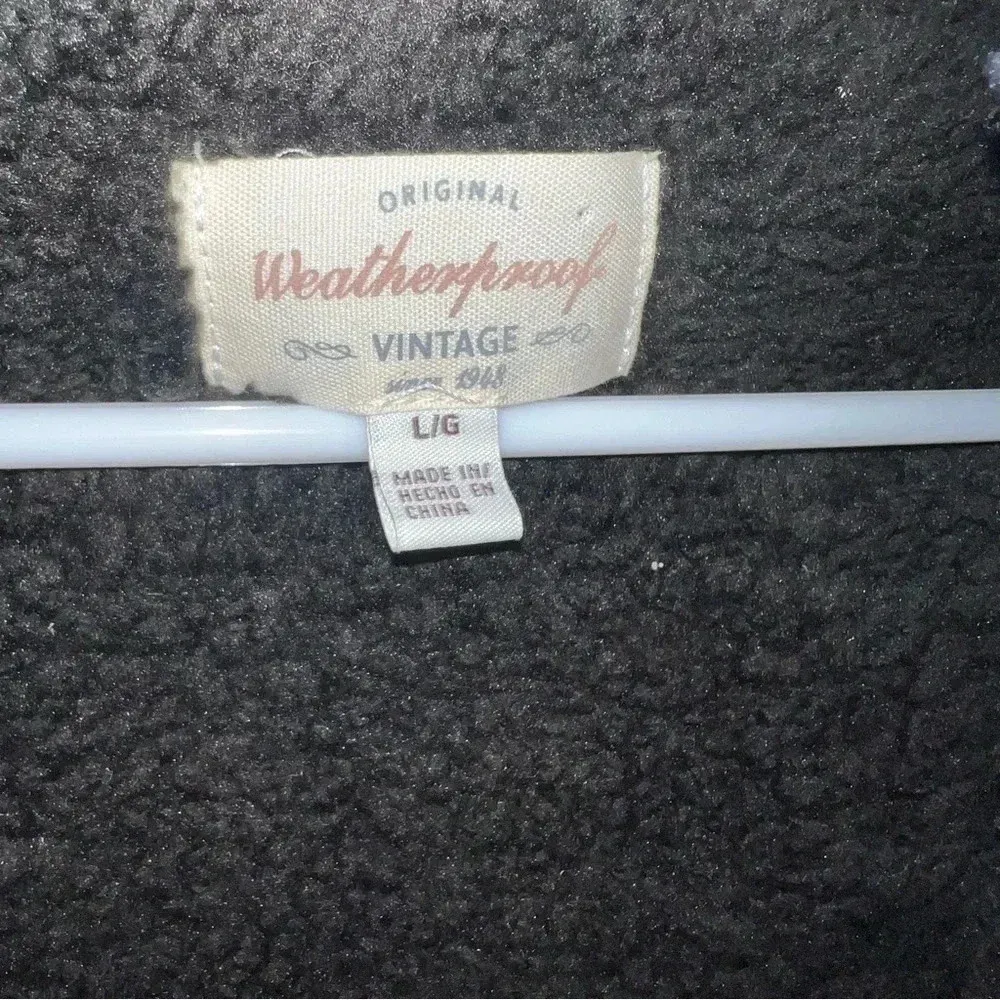 ORIGINAL
Weatherproof
VINTAGE
since 1948
L/G
MADE IN/
HECHO EN
CHINA